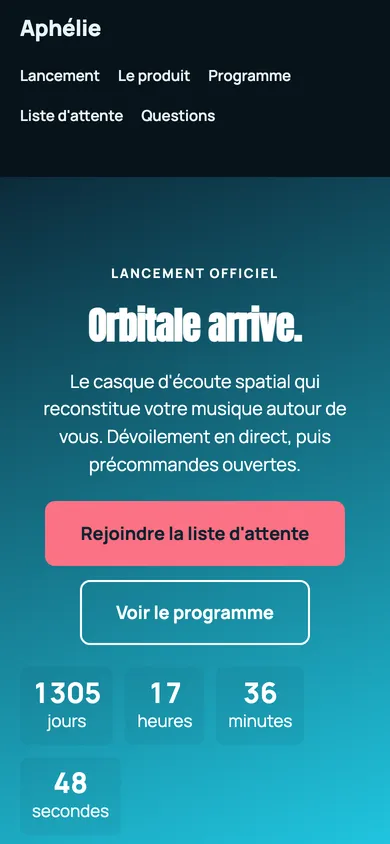 Aphélie
Lancement Le produit Programme
Liste d'attente Questions
LANCEMENT OFFICIEL
Orbitale arrive.
Le casque d'écoute spatial qui
reconstitue votre musique autour de
vous. Dévoilement en direct, puis
précommandes ouvertes.
Rejoindre la liste d'attente
Voir le programme
1305 17 36
jours heures minutes
48
secondes